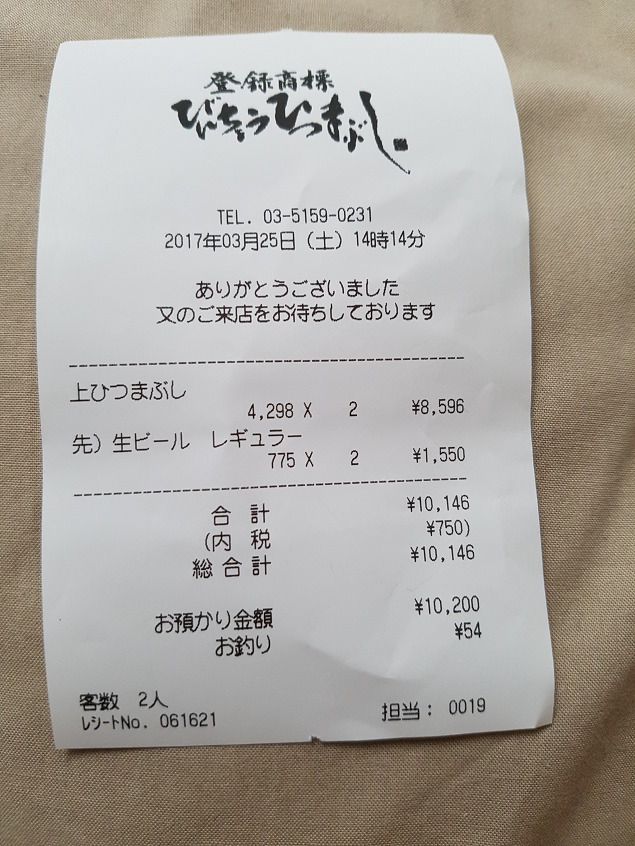 登録商標
びんちょうひつまぶし
TEL. 03-5159-0231
2017年03月25日（土）14時14分
ありがとうございました
又のご来店をお待ちしております
上ひつまぶし
4,298 X 2 ¥8,596
先）生ビール レギュラー
775 X 2 ¥1,550
合 計 ¥10,146
(内 税 ¥750)
総合計 ¥10,146
お預かり金額 ¥10,200
お釣り ¥54
客数 2人
ﾚｼｰﾄNo. 061621 担当： 0019